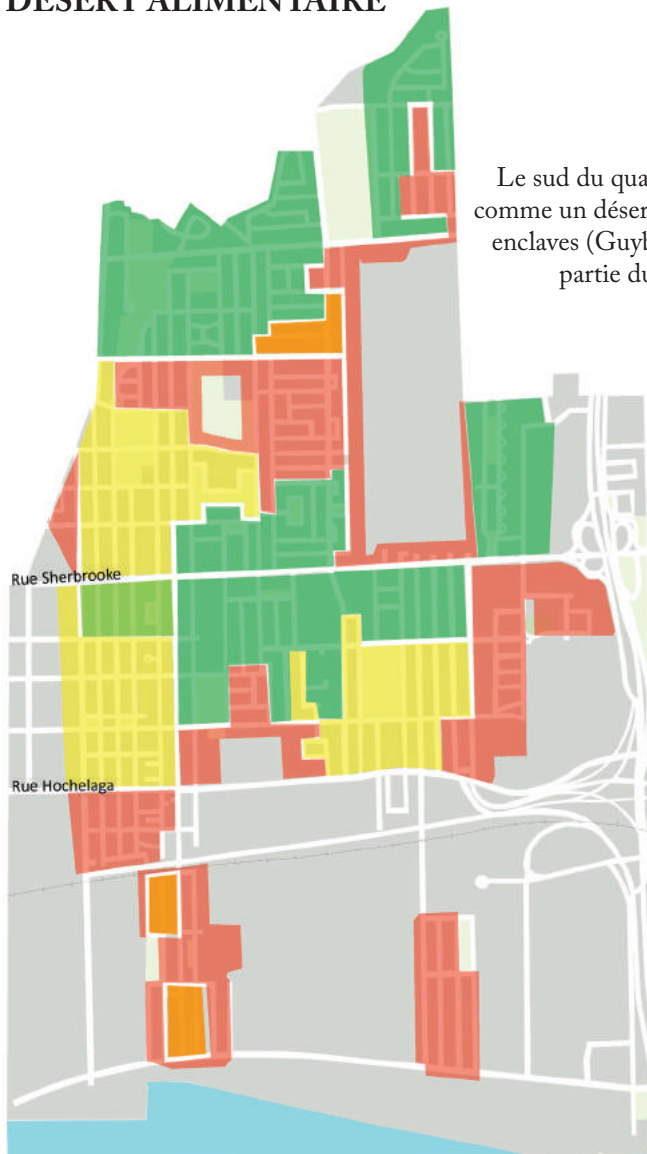 DÉSERT ALIMENTAIRE
Le sud du qua
comme un déser
enclaves (Guyb
partie du
Rue Sherbrooke
Rue Hochelaga